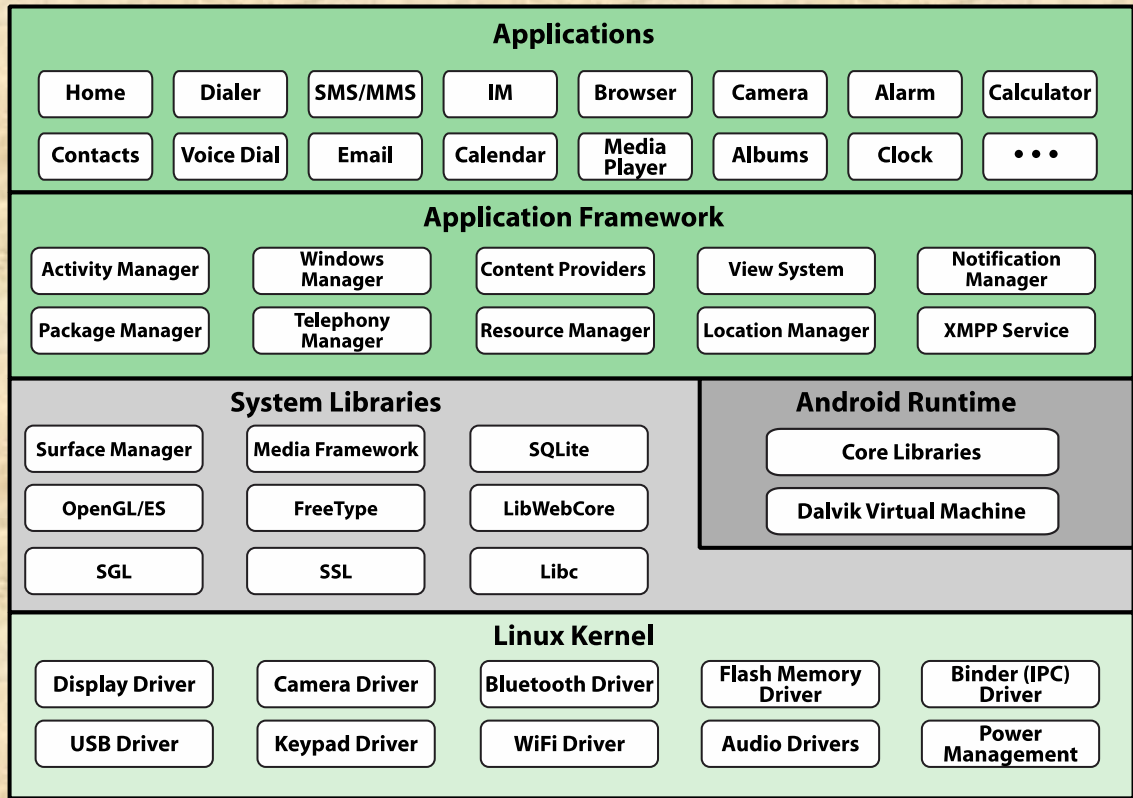 Applications
Home
Dialer
SMS/MMS
IM
Browser
Camera
Alarm
Calculator
Contacts
Voice Dial
Email
Calendar
Media
Player
Albums
Clock
• • •
Application Framework
Activity Manager
Windows
Manager
Content Providers
View System
Notification
Manager
Package Manager
Telephony
Manager
Resource Manager
Location Manager
XMPP Service
System Libraries
Surface Manager
Media Framework
SQLite
OpenGL/ES
FreeType
LibWebCore
SGL
SSL
Libc
Android Runtime
Core Libraries
Dalvik Virtual Machine
Linux Kernel
Display Driver
Camera Driver
Bluetooth Driver
Flash Memory
Driver
Binder (IPC)
Driver
USB Driver
Keypad Driver
WiFi Driver
Audio Drivers
Power
Management